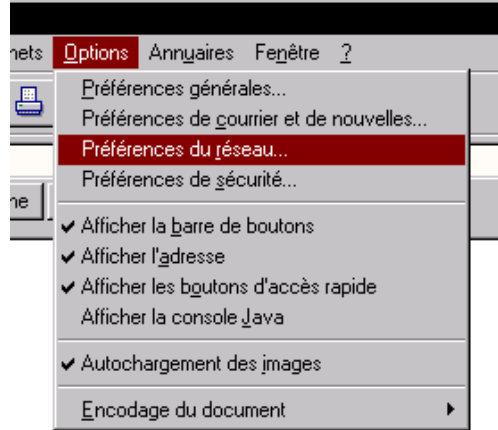 nets Options Annuaires Fenêtre ?
Préférences générales...
Préférences de courrier et de nouvelles...
Préférences du réseau...
Préférences de sécurité...
ne
✔ Afficher la barre de boutons
✔ Afficher l'adresse
✔ Afficher les boutons d'accès rapide
Afficher la console Java
✔ Autochargement des images
Encodage du document